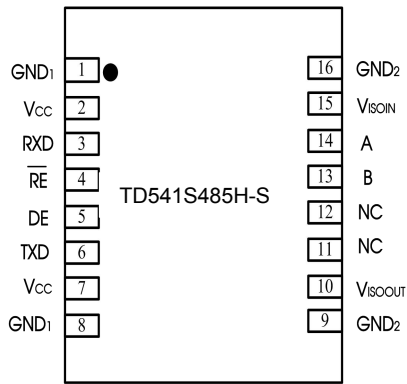 GND1 1 16 GND2
VCC 2 15 VISOIN
RXD 3 14 A
R̅E̅ 4 13 B
TD541S485H-S
DE 5 12 NC
TXD 6 11 NC
VCC 7 10 VISOOUT
GND1 8 9 GND2